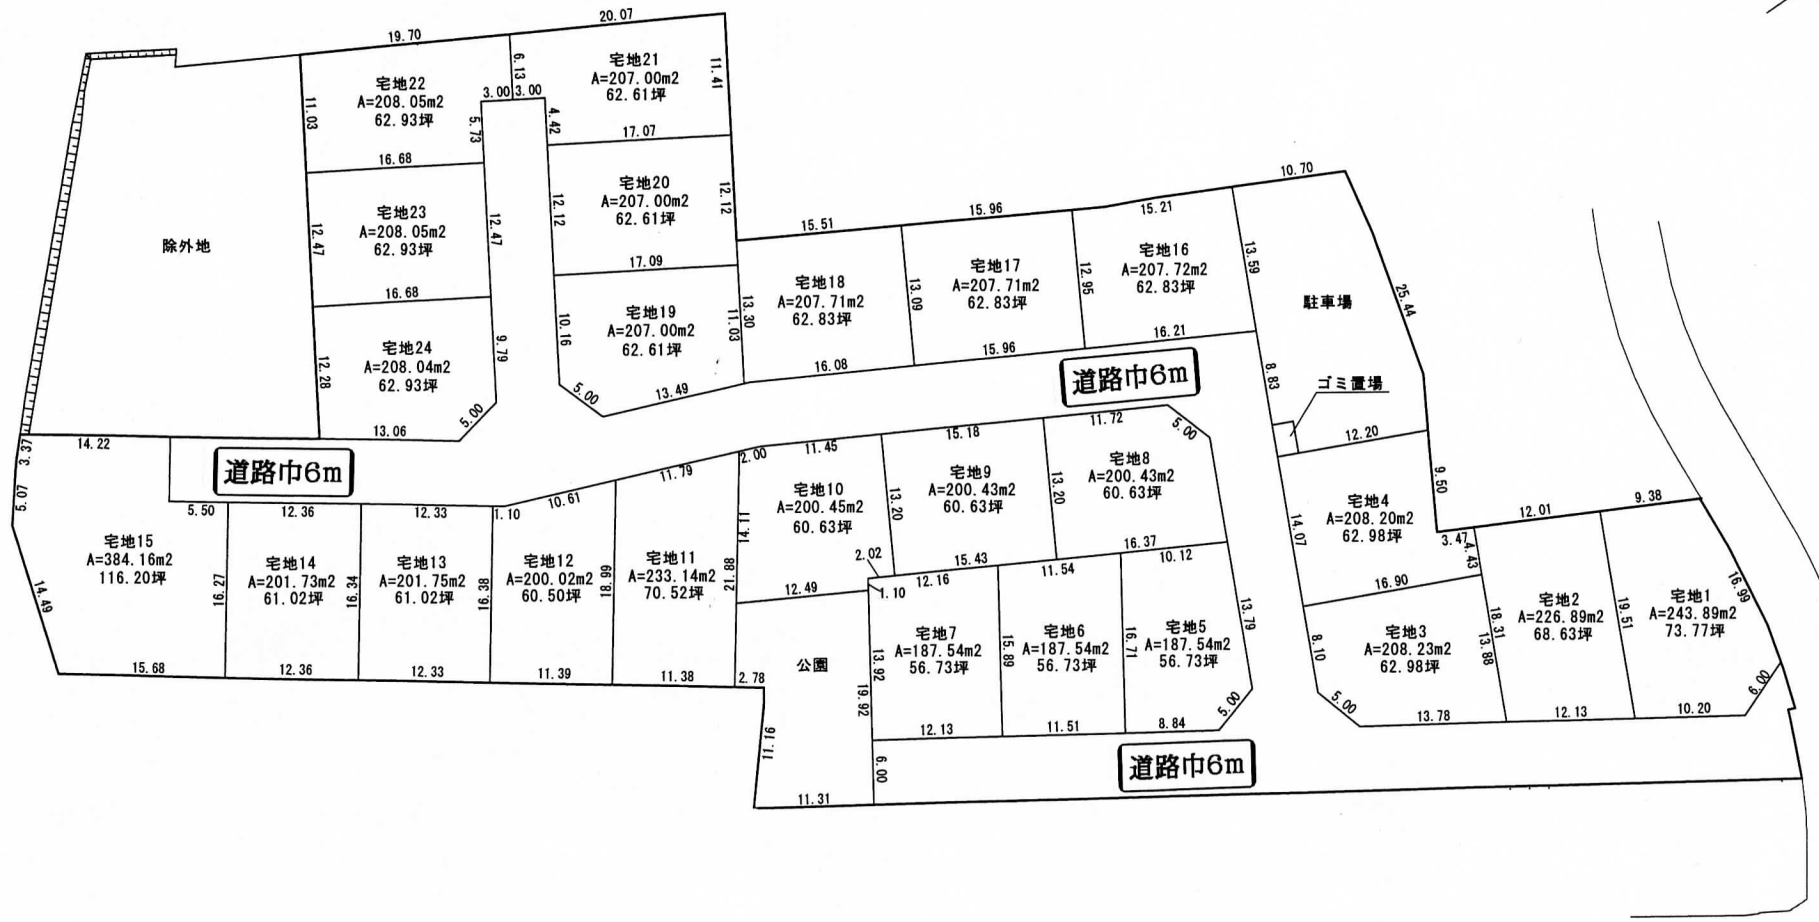 20.07
19.70
宅地22
A=208.05m2
62.93坪
6.13
宅地21
A=207.00m2
62.61坪
11.41
11.03
3.00
3.00
5.73
4.42
16.68
17.07
除外地
宅地23
A=208.05m2
62.93坪
12.47
12.47
宅地20
A=207.00m2
62.61坪
12.12
12.12
16.68
17.09
宅地24
A=208.04m2
62.93坪
12.28
9.79
宅地19
A=207.00m2
62.61坪
10.16
11.03
13.06
5.00
5.00
13.49
15.51
15.96
15.21
10.70
宅地18
A=207.71m2
62.83坪
13.30
13.09
宅地17
A=207.71m2
62.83坪
12.95
宅地16
A=207.72m2
62.83坪
13.59
駐車場
25.44
16.08
15.96
16.21
道路巾6m
8.83
ゴミ置場
12.20
3.37
14.22
道路巾6m
5.07
5.50
12.36
12.33
1.10
10.61
11.79
2.00
11.45
15.18
11.72
5.00
宅地15
A=384.16m2
116.20坪
14.49
15.68
16.27
宅地14
A=201.73m2
61.02坪
12.36
16.34
宅地13
A=201.75m2
61.02坪
12.33
16.38
宅地12
A=200.02m2
60.50坪
11.39
18.66
宅地11
A=233.14m2
70.52坪
11.38
21.88
14.11
宅地10
A=200.45m2
60.63坪
13.20
宅地9
A=200.43m2
60.63坪
13.20
宅地8
A=200.43m2
60.63坪
2.02
12.49
1.10
12.16
15.43
11.54
16.37
10.12
2.78
公園
11.16
11.31
19.92
13.92
宅地7
A=187.54m2
56.73坪
15.89
宅地6
A=187.54m2
56.73坪
16.71
宅地5
A=187.54m2
56.73坪
13.79
12.13
11.51
8.84
5.00
6.00
道路巾6m
宅地4
A=208.20m2
62.98坪
14.07
9.50
3.47
4.43
16.90
宅地3
A=208.23m2
62.98坪
8.10
5.00
13.78
13.88
18.31
12.01
9.38
宅地2
A=226.89m2
68.63坪
12.13
19.51
宅地1
A=243.89m2
73.77坪
16.99
10.20
6.00